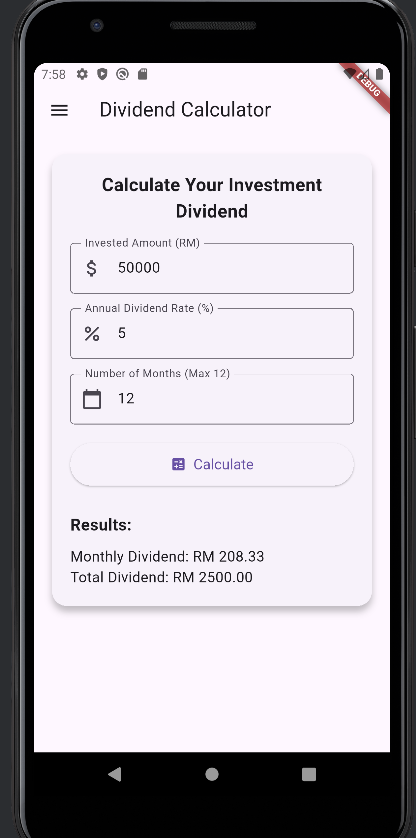 7:58
DEBUG
Dividend Calculator
Calculate Your Investment
Dividend
Invested Amount (RM)
$ 50000
Annual Dividend Rate (%)
% 5
Number of Months (Max 12)
12
Calculate
Results:
Monthly Dividend: RM 208.33
Total Dividend: RM 2500.00